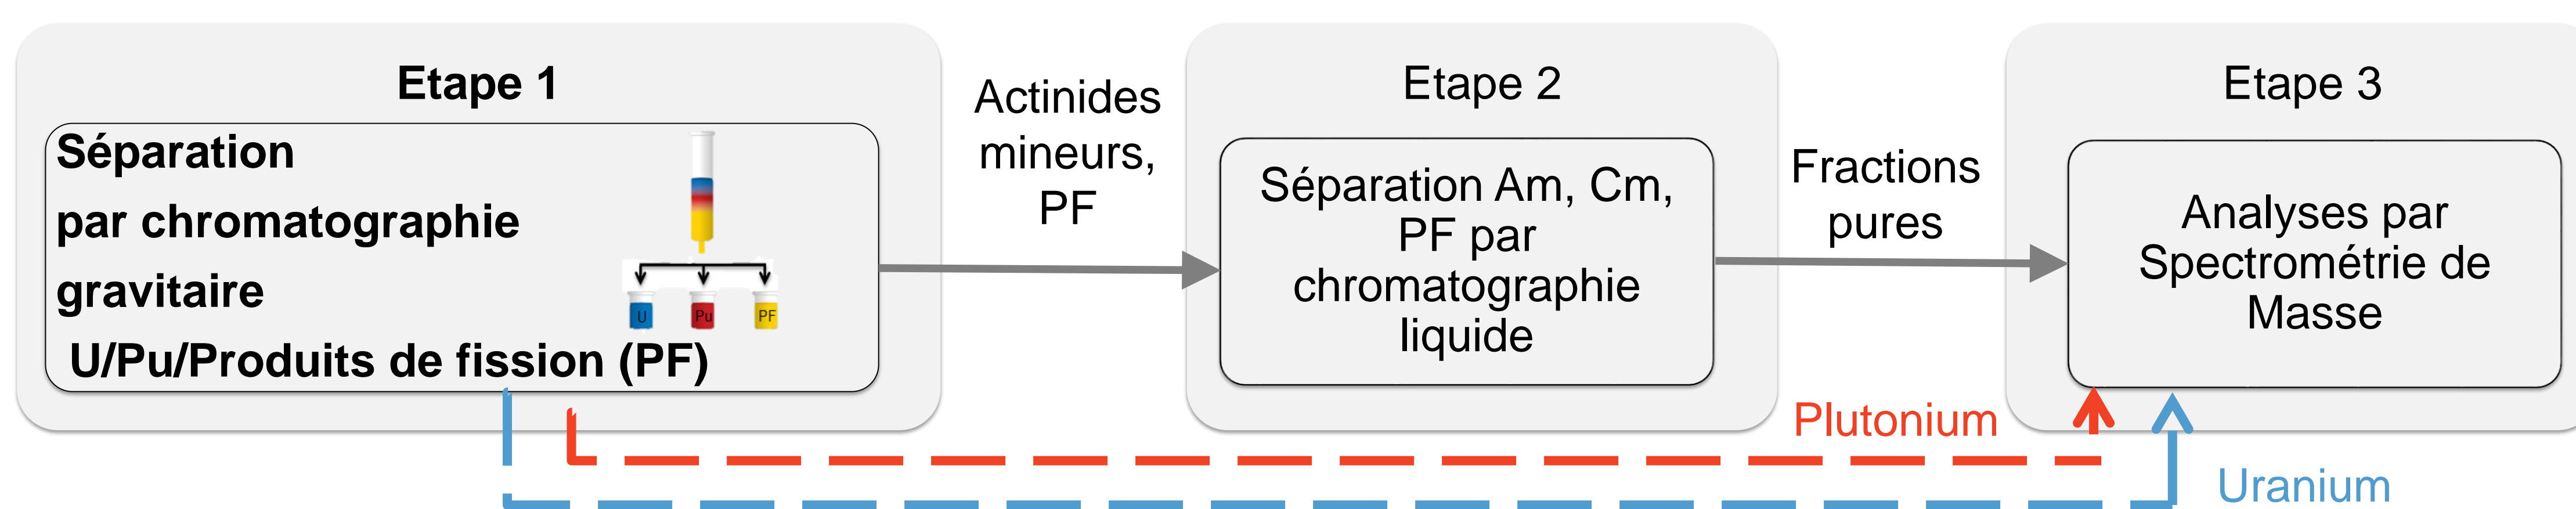 Etape 1
Séparation
par chromatographie
gravitaire
U/Pu/Produits de fission (PF)
U
Pu
PF
Actinides
mineurs,
PF
Etape 2
Séparation Am, Cm,
PF par
chromatographie
liquide
Fractions
pures
Etape 3
Analyses par
Spectrométrie de
Masse
Plutonium
Uranium